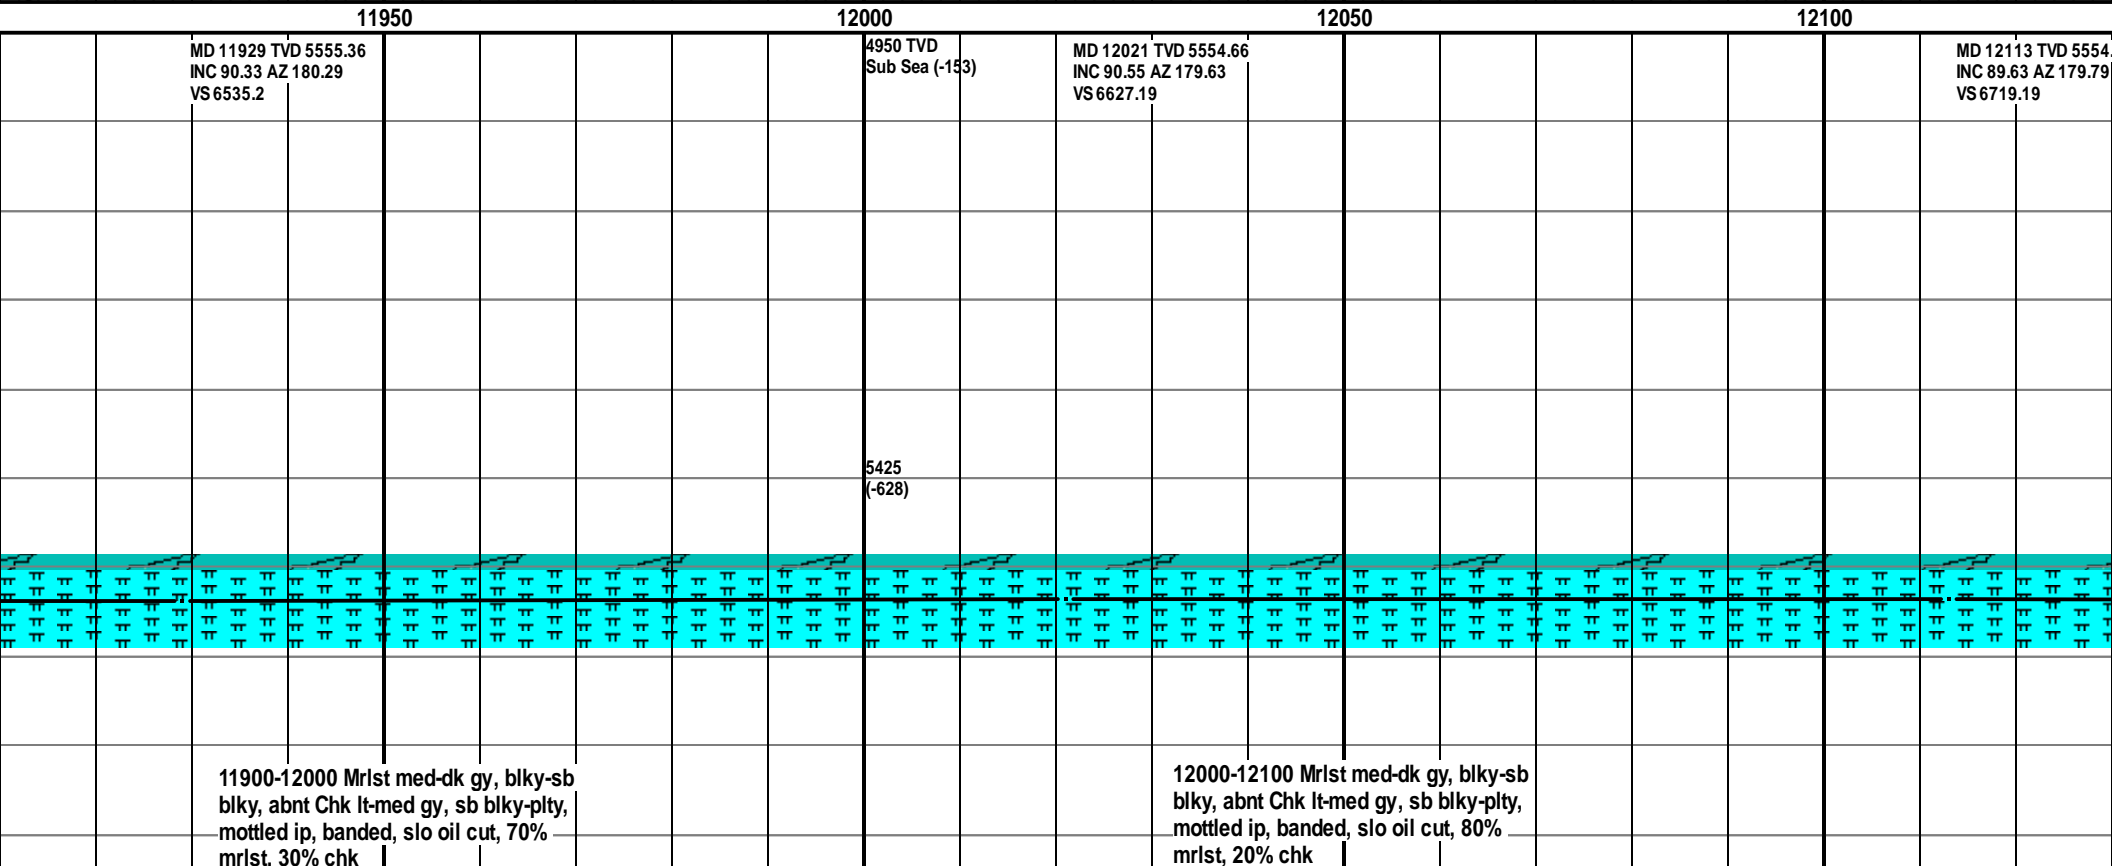 11950 12000 12050 12100
MD 11929 TVD 5555.36
INC 90.33 AZ 180.29
VS 6535.2
4950 TVD
Sub Sea (-153)
MD 12021 TVD 5554.66
INC 90.55 AZ 179.63
VS 6627.19
MD 12113 TVD 5554.
INC 89.63 AZ 179.79
VS 6719.19
5425
(-628)
11900-12000 Mrlst med-dk gy, blky-sb
blky, abnt Chk lt-med gy, sb blky-plty,
mottled ip, banded, slo oil cut, 70%
mrlst, 30% chk
12000-12100 Mrlst med-dk gy, blky-sb
blky, abnt Chk lt-med gy, sb blky-plty,
mottled ip, banded, slo oil cut, 80%
mrlst, 20% chk